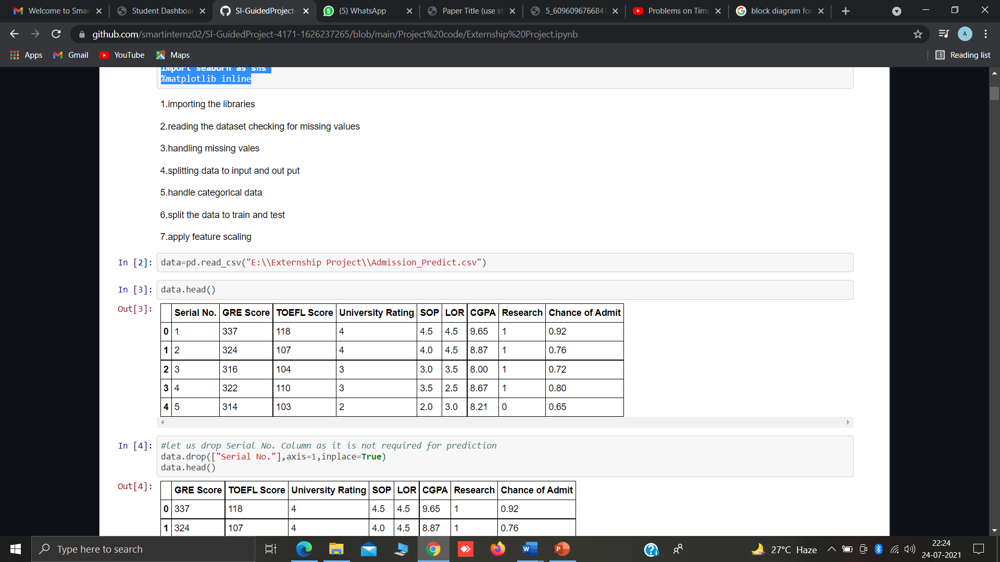 Welcome to Smar
Student Dashboar
SI-GuidedProject-
(5) WhatsApp
Paper Title (use st
5_6096096766841
Problems on Time
block diagram for
github.com/smartinternz02/SI-GuidedProject-4171-1626237265/blob/main/Project%20code/Externship%20Project.ipynb
A
Apps
Gmail
YouTube
Maps
Reading list
import seaborn as sns
%matplotlib inline
1.importing the libraries
2.reading the dataset checking for missing values
3.handling missing vales
4.splitting data to input and out put
5.handle categorical data
6.split the data to train and test
7.apply feature scaling
In [2]: data=pd.read_csv("E:\\Externship Project\\Admission_Predict.csv")
In [3]: data.head()
Out[3]:
Serial No. GRE Score TOEFL Score University Rating SOP LOR CGPA Research Chance of Admit
0 1 337 118 4 4.5 4.5 9.65 1 0.92
1 2 324 107 4 4.0 4.5 8.87 1 0.76
2 3 316 104 3 3.0 3.5 8.00 1 0.72
3 4 322 110 3 3.5 2.5 8.67 1 0.80
4 5 314 103 2 2.0 3.0 8.21 0 0.65
In [4]: #let us drop Serial No. Column as it is not required for prediction
data.drop(["Serial No."],axis=1,inplace=True)
data.head()
Out[4]:
GRE Score TOEFL Score University Rating SOP LOR CGPA Research Chance of Admit
0 337 118 4 4.5 4.5 9.65 1 0.92
1 324 107 4 4.0 4.5 8.87 1 0.76
Type here to search
27°C Haze
22:24
24-07-2021